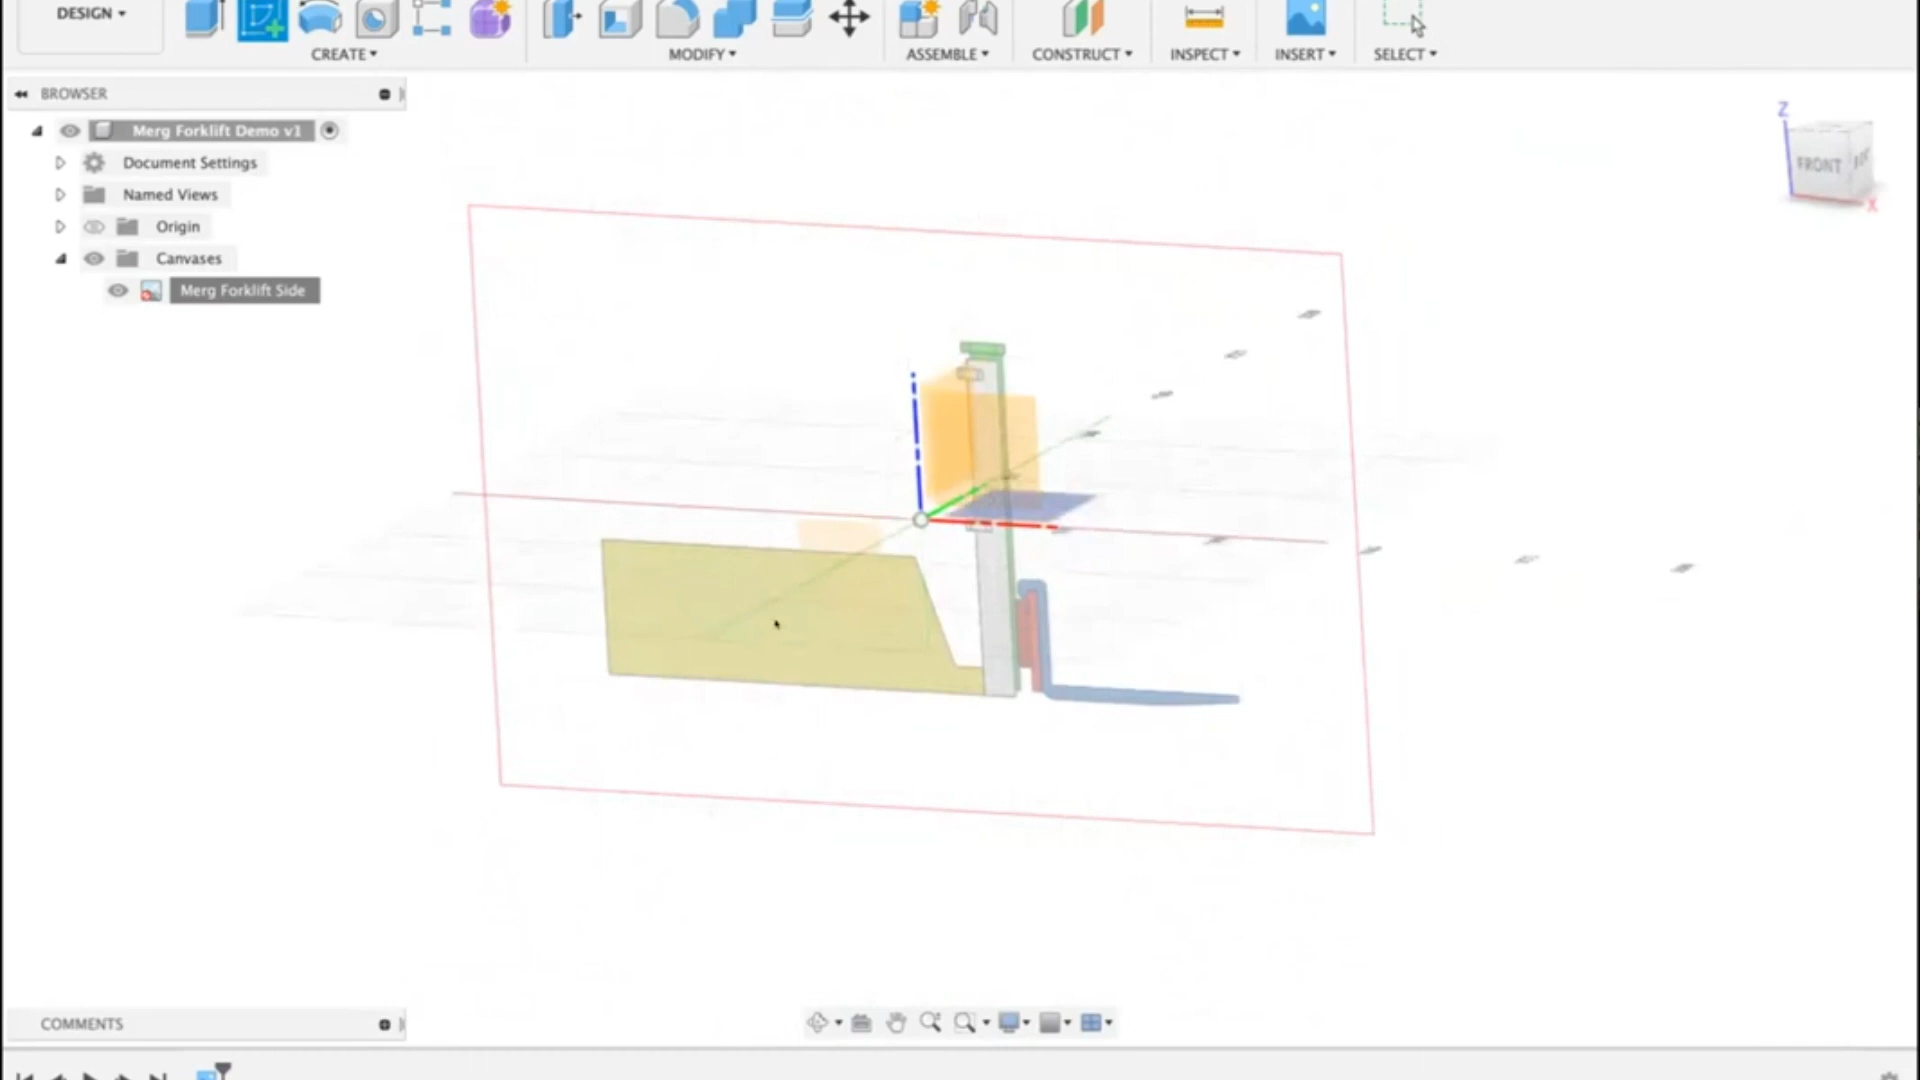 DESIGN
CREATE
MODIFY
ASSEMBLE
CONSTRUCT
INSPECT
INSERT
SELECT
BROWSER
Merg Forklift Demo v1
Document Settings
Named Views
Origin
Canvases
Merg Forklift Side
Z
FRONT
X
COMMENTS